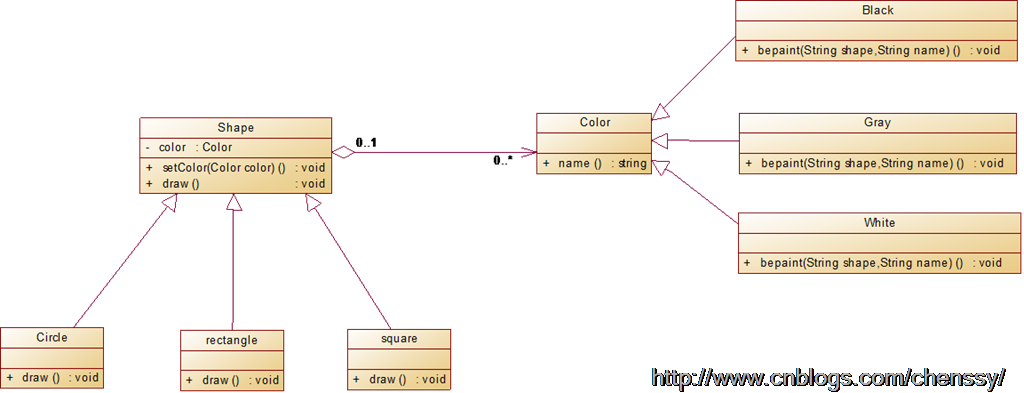 Black
+ bepaint(String shape,String name) () : void
Shape
- color : Color
+ setColor(Color color) () : void
+ draw () : void
0..1
0..*
Color
+ name () : string
Gray
+ bepaint(String shape,String name) () : void
White
+ bepaint(String shape,String name) () : void
Circle
+ draw () : void
rectangle
+ draw () : void
square
+ draw () : void
http://www.cnblogs.com/chenssy/